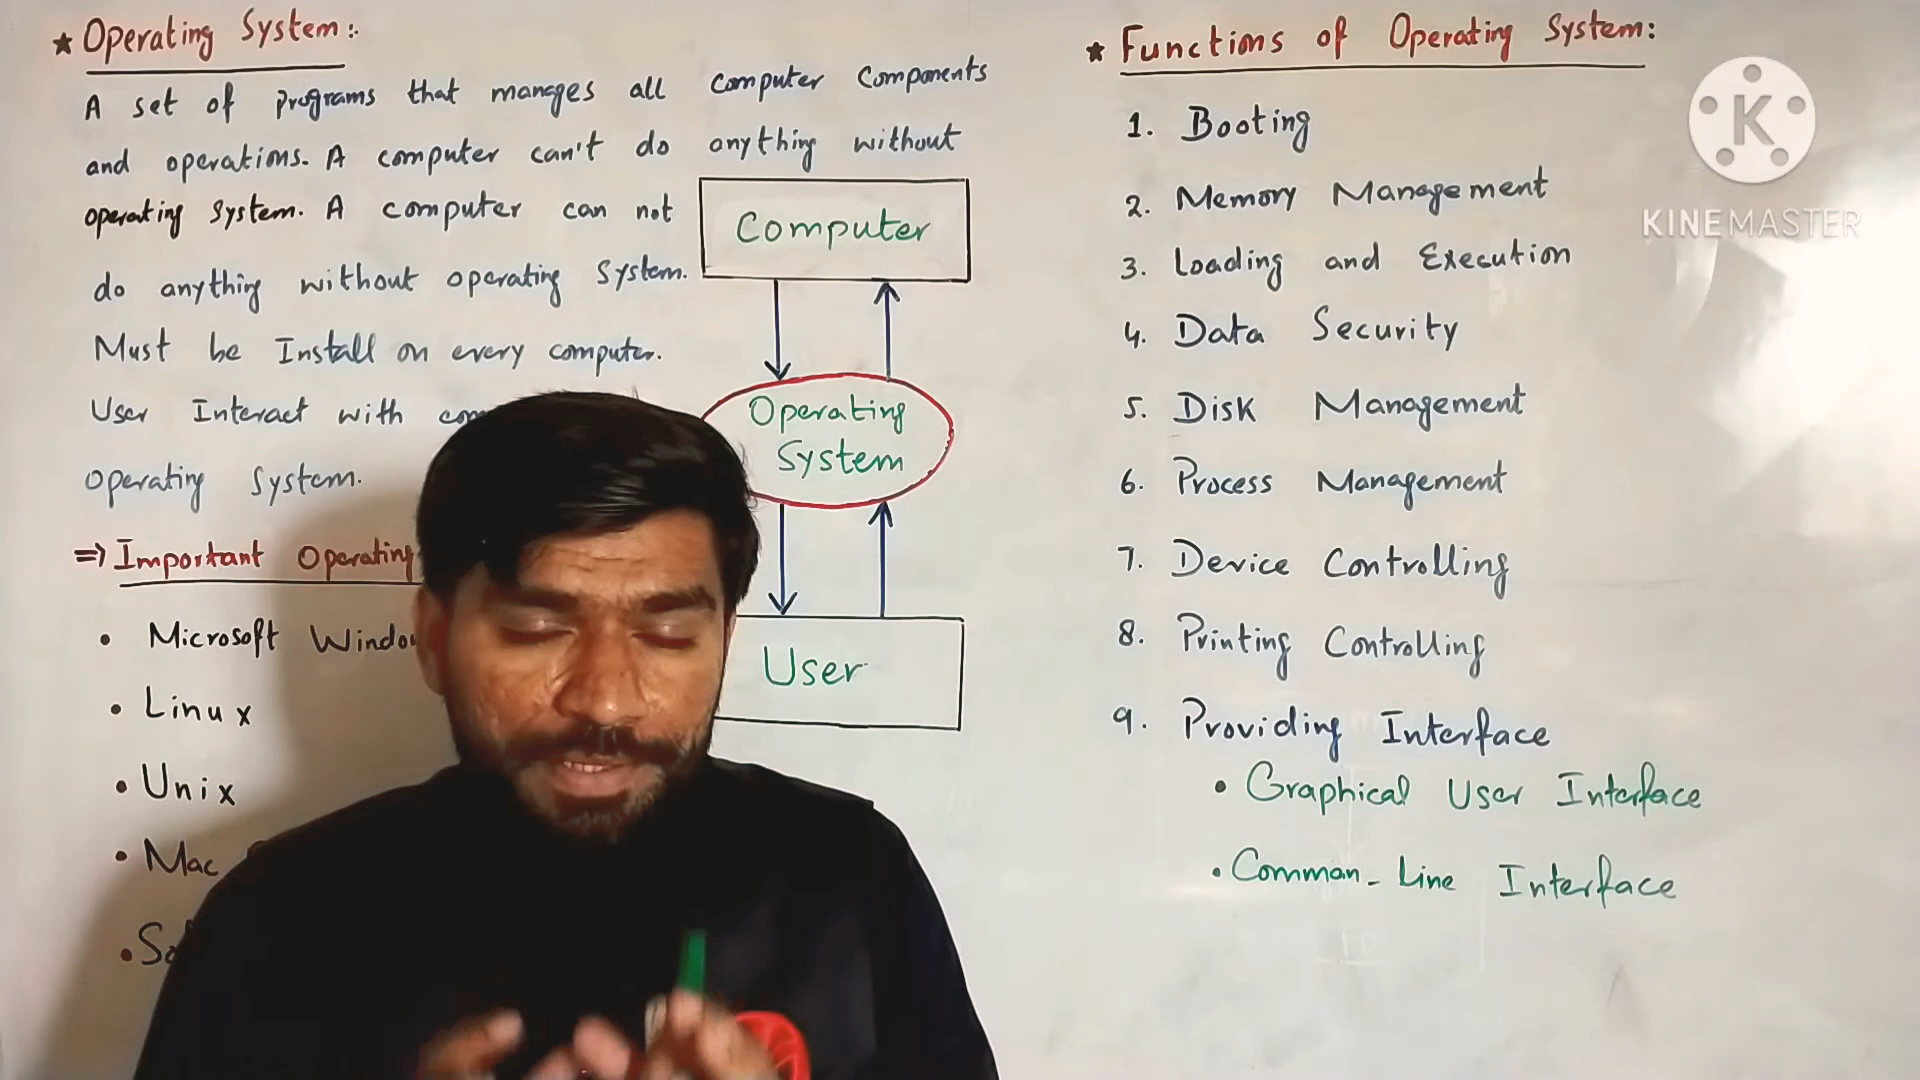 ★ Operating System:
A set of programs that manages all computer Components
and operations. A computer can't do anything without
operating System. A computer can not
do anything without operating System.
Must be Install on every computer.
User Interact with
Operating System.
⇒ Important Operating
• Microsoft
• Linux
• Unix
• Mac
Computer
Operating
System
User
★ Functions of Operating System:
1. Booting
2. Memory Management
3. Loading and Execution
4. Data Security
5. Disk Management
6. Process Management
7. Device Controlling
8. Printing Controlling
9. Providing Interface
• Graphical User Interface
• Comman-Line Interface
K
KINEMASTER